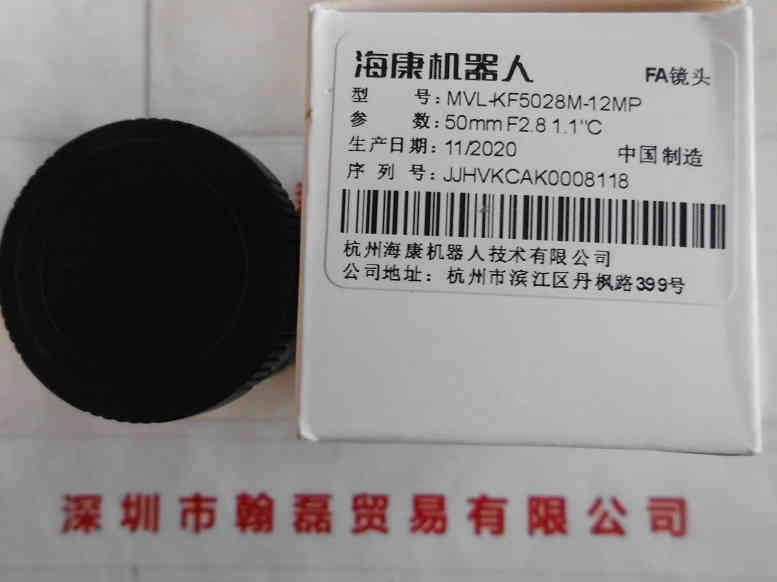 海康机器人
FA镜头
型 号: MVL-KF5028M-12MP
参 数: 50mm F2.8 1.1"C
生产日期: 11/2020
中国制造
序 列 号: JJHVKCAK0008118
杭州海康机器人技术有限公司
公司地址: 杭州市滨江区丹枫路399号
深圳市翰磊贸易有限公司